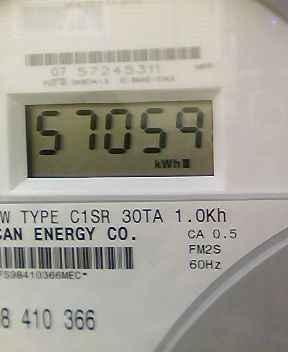 07 57245311
57059
kWh
W TYPE C1SR 30TA 1.0Kh
CAN ENERGY CO.
CA 0.5
FM2S
60Hz
FS98410366MEC*
8 410 366